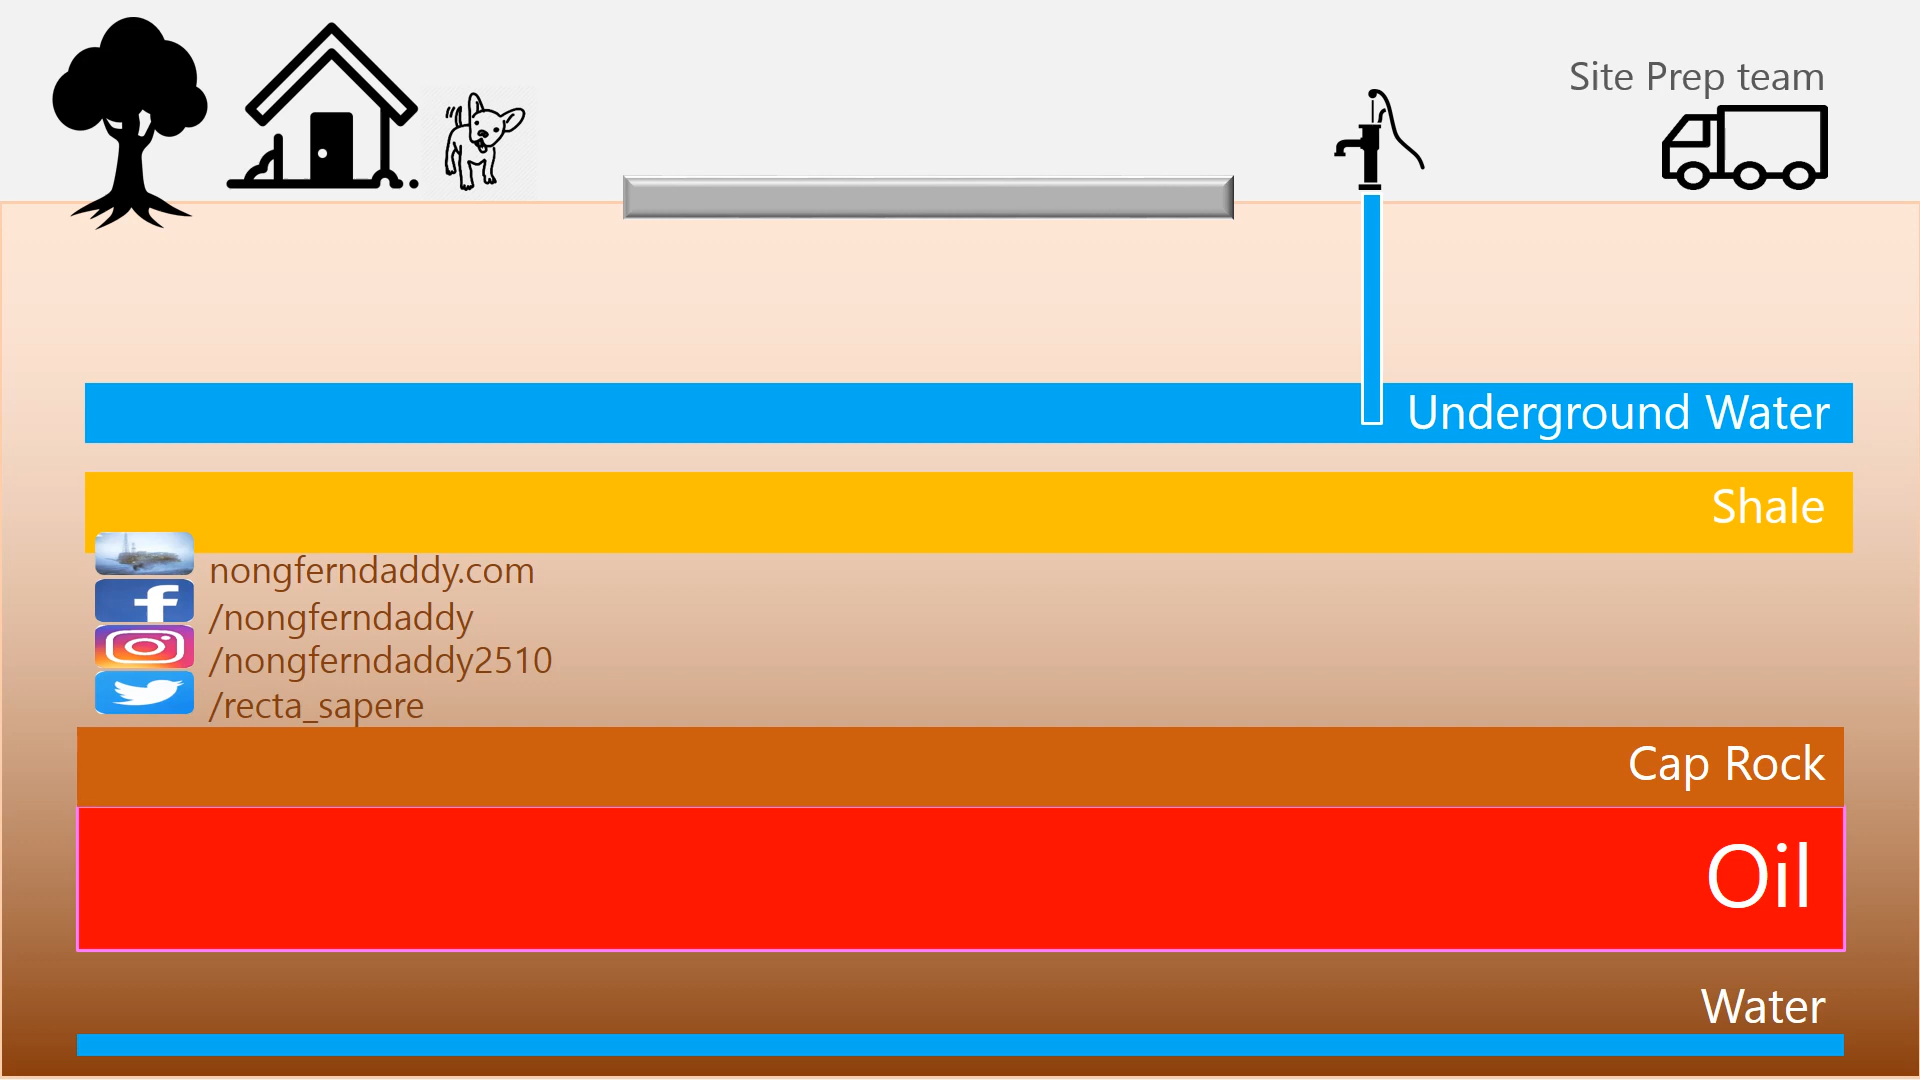 Site Prep team
Underground Water
Shale
nongferndaddy.com
/nongferndaddy
/nongferndaddy2510
/recta_sapere
Cap Rock
Oil
Water